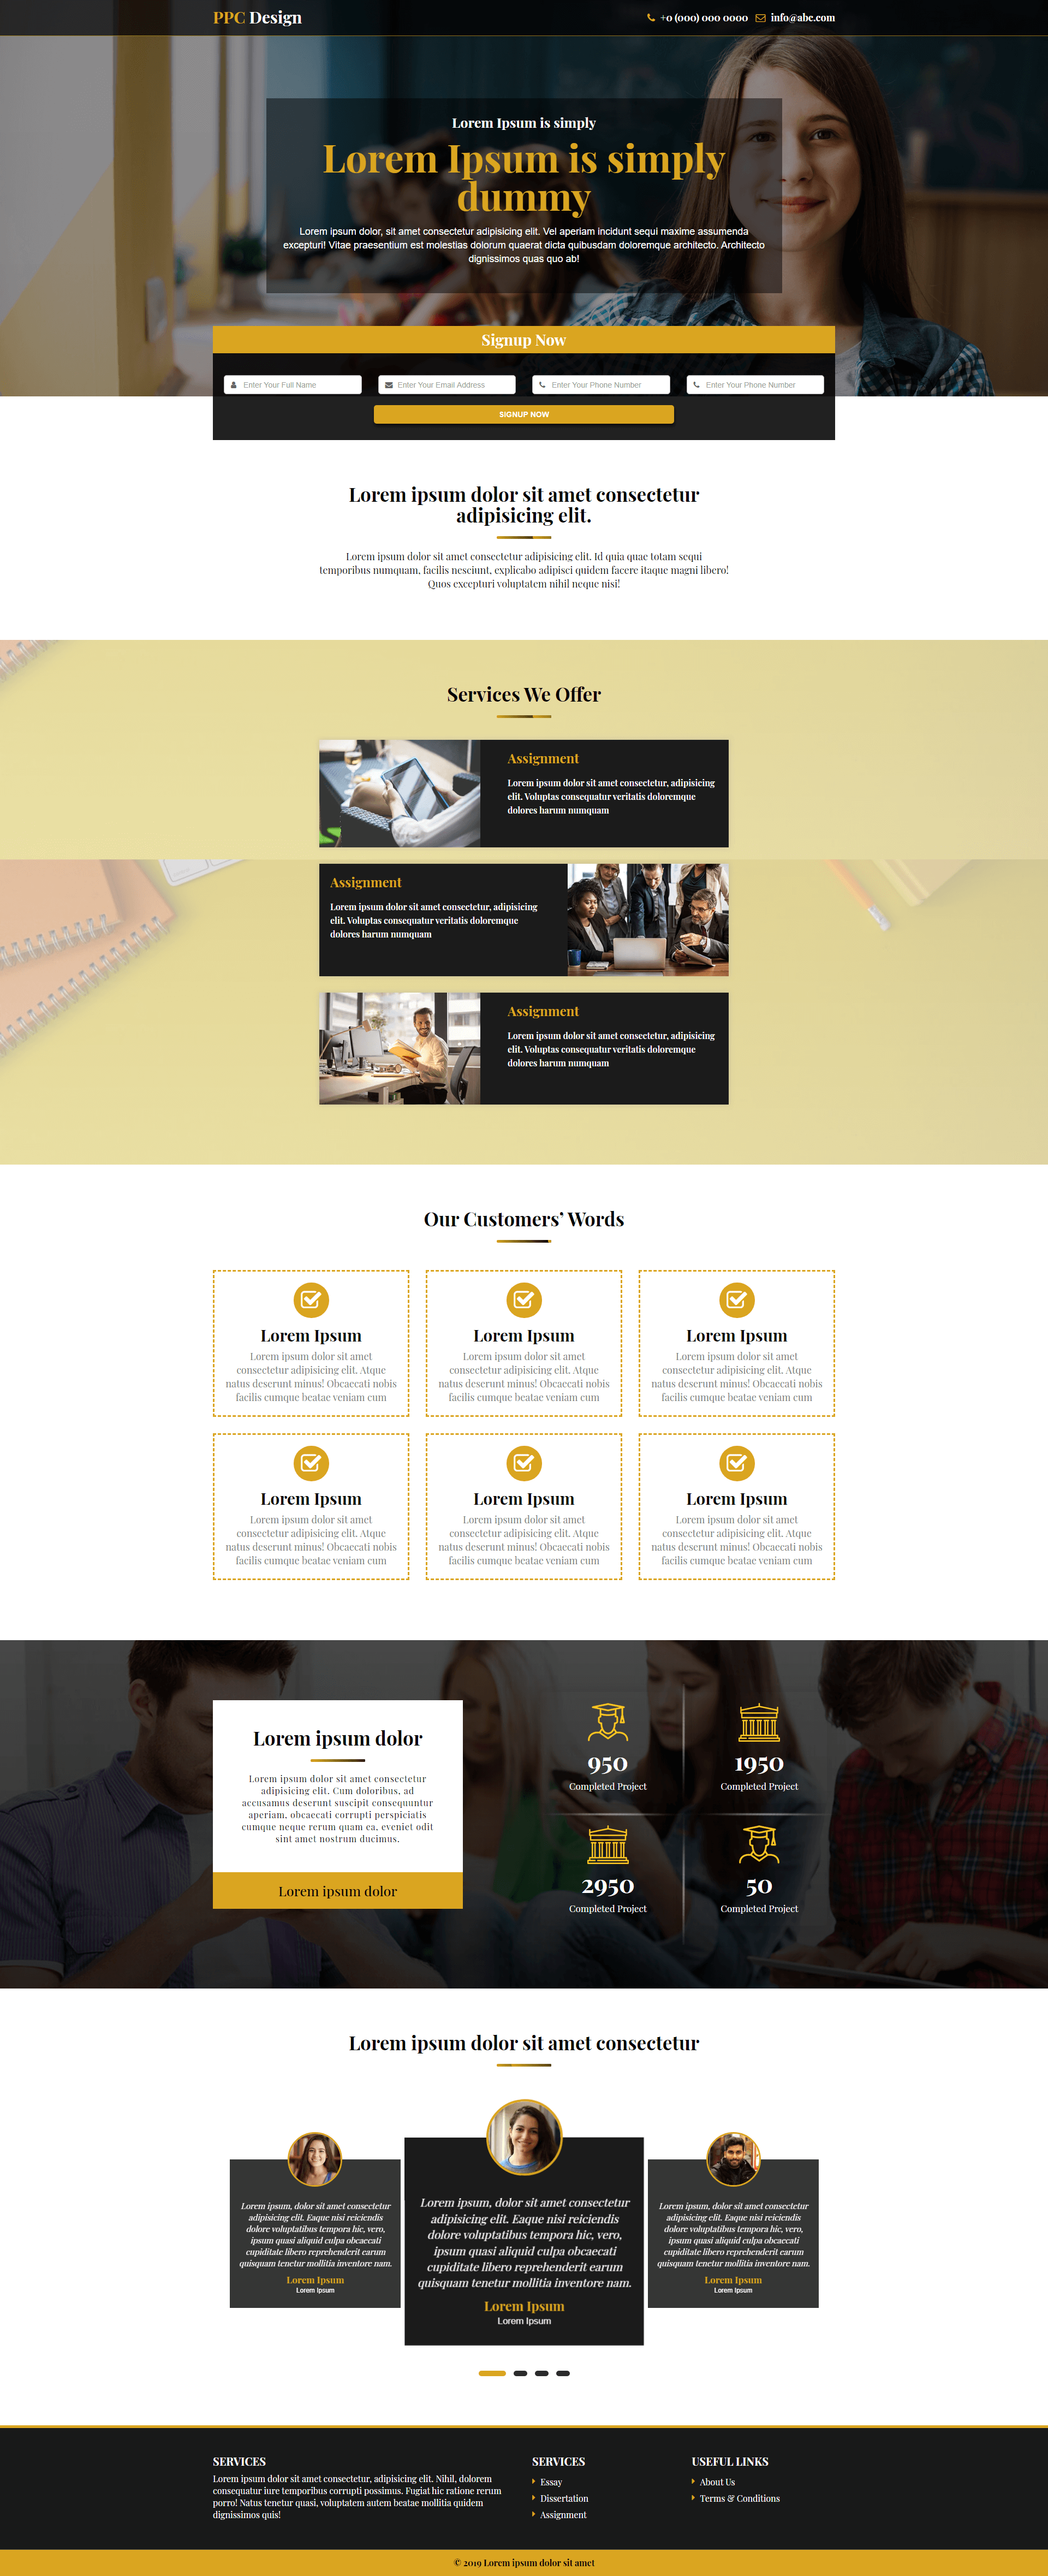 PPC Design
+0 (000) 000 0000
info@abc.com
Lorem Ipsum is simply
Lorem Ipsum is simply
dummy
Lorem ipsum dolor, sit amet consectetur adipisicing elit. Vel aperiam incidunt sequi maxime assumenda
excepturi! Vitae praesentium est molestias dolorum quaerat dicta quibusdam doloremque architecto. Architecto
dignissimos quas quo ab!
Signup Now
Enter Your Full Name
Enter Your Email Address
Enter Your Phone Number
Enter Your Phone Number
SIGNUP NOW
Lorem ipsum dolor sit amet consectetur
adipisicing elit.
Lorem ipsum dolor sit amet consectetur adipisicing elit. Id quia quae totam sequi
temporibus numquam, facilis nesciunt, explicabo adipisci quidem facere itaque magni libero!
Quos excepturi voluptatem nihil neque nisi!
Services We Offer
Assignment
Lorem ipsum dolor sit amet consectetur, adipisicing
elit. Voluptas consequatur veritatis doloremque
dolores harum numquam
Assignment
Lorem ipsum dolor sit amet consectetur, adipisicing
elit. Voluptas consequatur veritatis doloremque
dolores harum numquam
Assignment
Lorem ipsum dolor sit amet consectetur, adipisicing
elit. Voluptas consequatur veritatis doloremque
dolores harum numquam
Our Customers’ Words
Lorem Ipsum
Lorem ipsum dolor sit amet
consectetur adipisicing elit. Atque
natus deserunt minus! Obcaecati nobis
facilis cumque beatae veniam cum
Lorem Ipsum
Lorem ipsum dolor sit amet
consectetur adipisicing elit. Atque
natus deserunt minus! Obcaecati nobis
facilis cumque beatae veniam cum
Lorem Ipsum
Lorem ipsum dolor sit amet
consectetur adipisicing elit. Atque
natus deserunt minus! Obcaecati nobis
facilis cumque beatae veniam cum
Lorem Ipsum
Lorem ipsum dolor sit amet
consectetur adipisicing elit. Atque
natus deserunt minus! Obcaecati nobis
facilis cumque beatae veniam cum
Lorem Ipsum
Lorem ipsum dolor sit amet
consectetur adipisicing elit. Atque
natus deserunt minus! Obcaecati nobis
facilis cumque beatae veniam cum
Lorem Ipsum
Lorem ipsum dolor sit amet
consectetur adipisicing elit. Atque
natus deserunt minus! Obcaecati nobis
facilis cumque beatae veniam cum
Lorem ipsum dolor
Lorem ipsum dolor sit amet consectetur
adipisicing elit. Cum doloribus, ad
accusamus deserunt suscipit consequuntur
aperiam, obcaecati corrupti perspiciatis
cumque neque rerum quam ea, eveniet odit
sint amet nostrum ducimus.
Lorem ipsum dolor
950
Completed Project
1950
Completed Project
2950
Completed Project
50
Completed Project
Lorem ipsum dolor sit amet consectetur
Lorem ipsum, dolor sit amet consectetur
adipisicing elit. Eaque nisi reiciendis
dolore voluptatibus tempora hic, vero,
ipsum quasi aliquid culpa obcaecati
cupiditate libero reprehenderit earum
quisquam tenetur mollitia inventore nam.
Lorem Ipsum
Lorem Ipsum
Lorem ipsum, dolor sit amet consectetur
adipisicing elit. Eaque nisi reiciendis
dolore voluptatibus tempora hic, vero,
ipsum quasi aliquid culpa obcaecati
cupiditate libero reprehenderit earum
quisquam tenetur mollitia inventore nam.
Lorem Ipsum
Lorem Ipsum
Lorem ipsum, dolor sit amet consectetur
adipisicing elit. Eaque nisi reiciendis
dolore voluptatibus tempora hic, vero,
ipsum quasi aliquid culpa obcaecati
cupiditate libero reprehenderit earum
quisquam tenetur mollitia inventore nam.
Lorem Ipsum
Lorem Ipsum
SERVICES
Lorem ipsum dolor sit amet consectetur, adipisicing elit. Nihil, dolorem
consequatur iure temporibus corrupti possimus. Fugiat hic ratione rerum
porro! Natus tenetur quasi, voluptatem autem beatae mollitia quidem
dignissimos quis!
SERVICES
Essay
Dissertation
Assignment
USEFUL LINKS
About Us
Terms & Conditions
© 2019 Lorem ipsum dolor sit amet